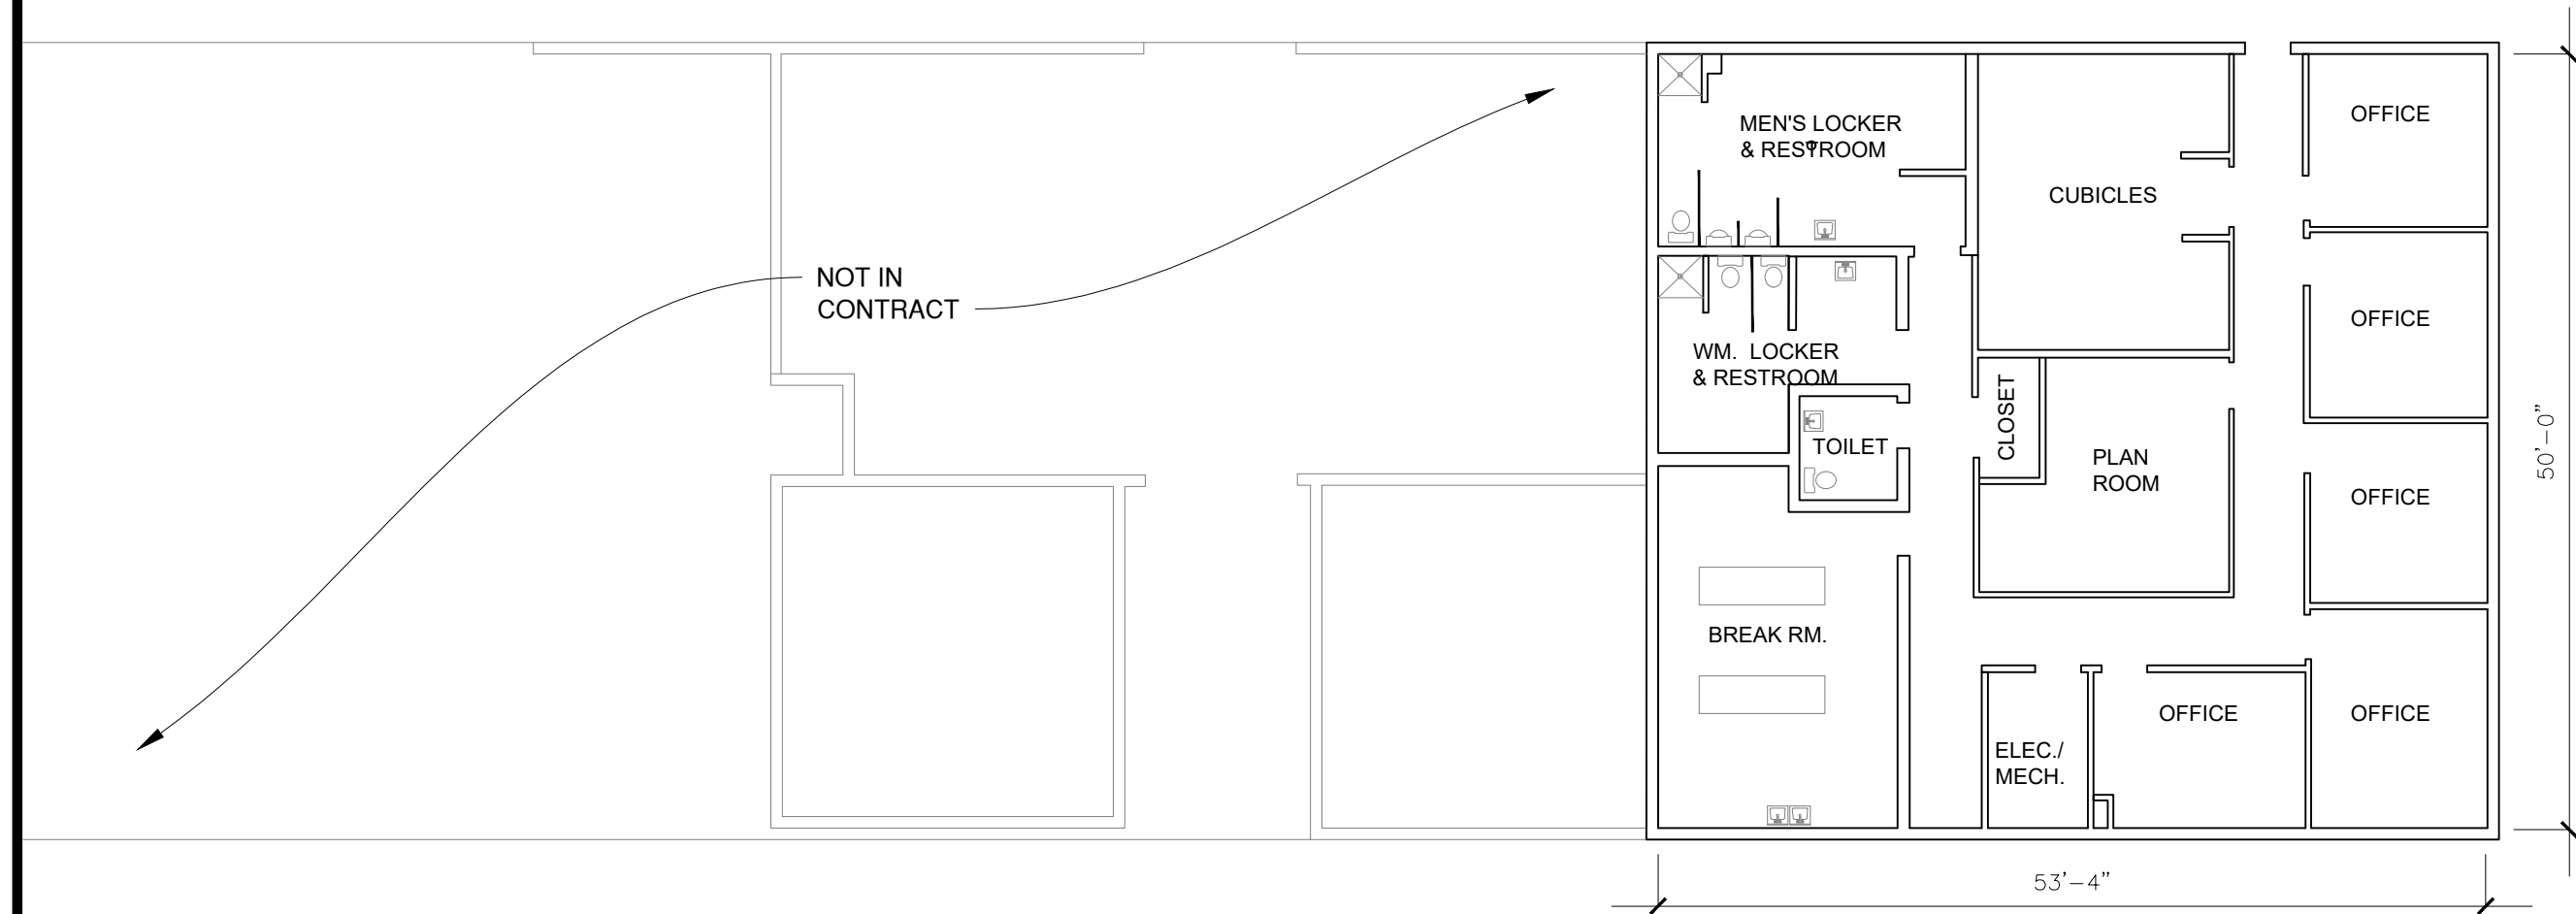 OFFICE
MEN'S LOCKER
& RESTROOM
CUBICLES
NOT IN
CONTRACT
OFFICE
WM. LOCKER
& RESTROOM
CLOSET
TOILET
PLAN
ROOM
50'-0"
OFFICE
BREAK RM.
OFFICE
OFFICE
ELEC./
MECH.
53'-4"